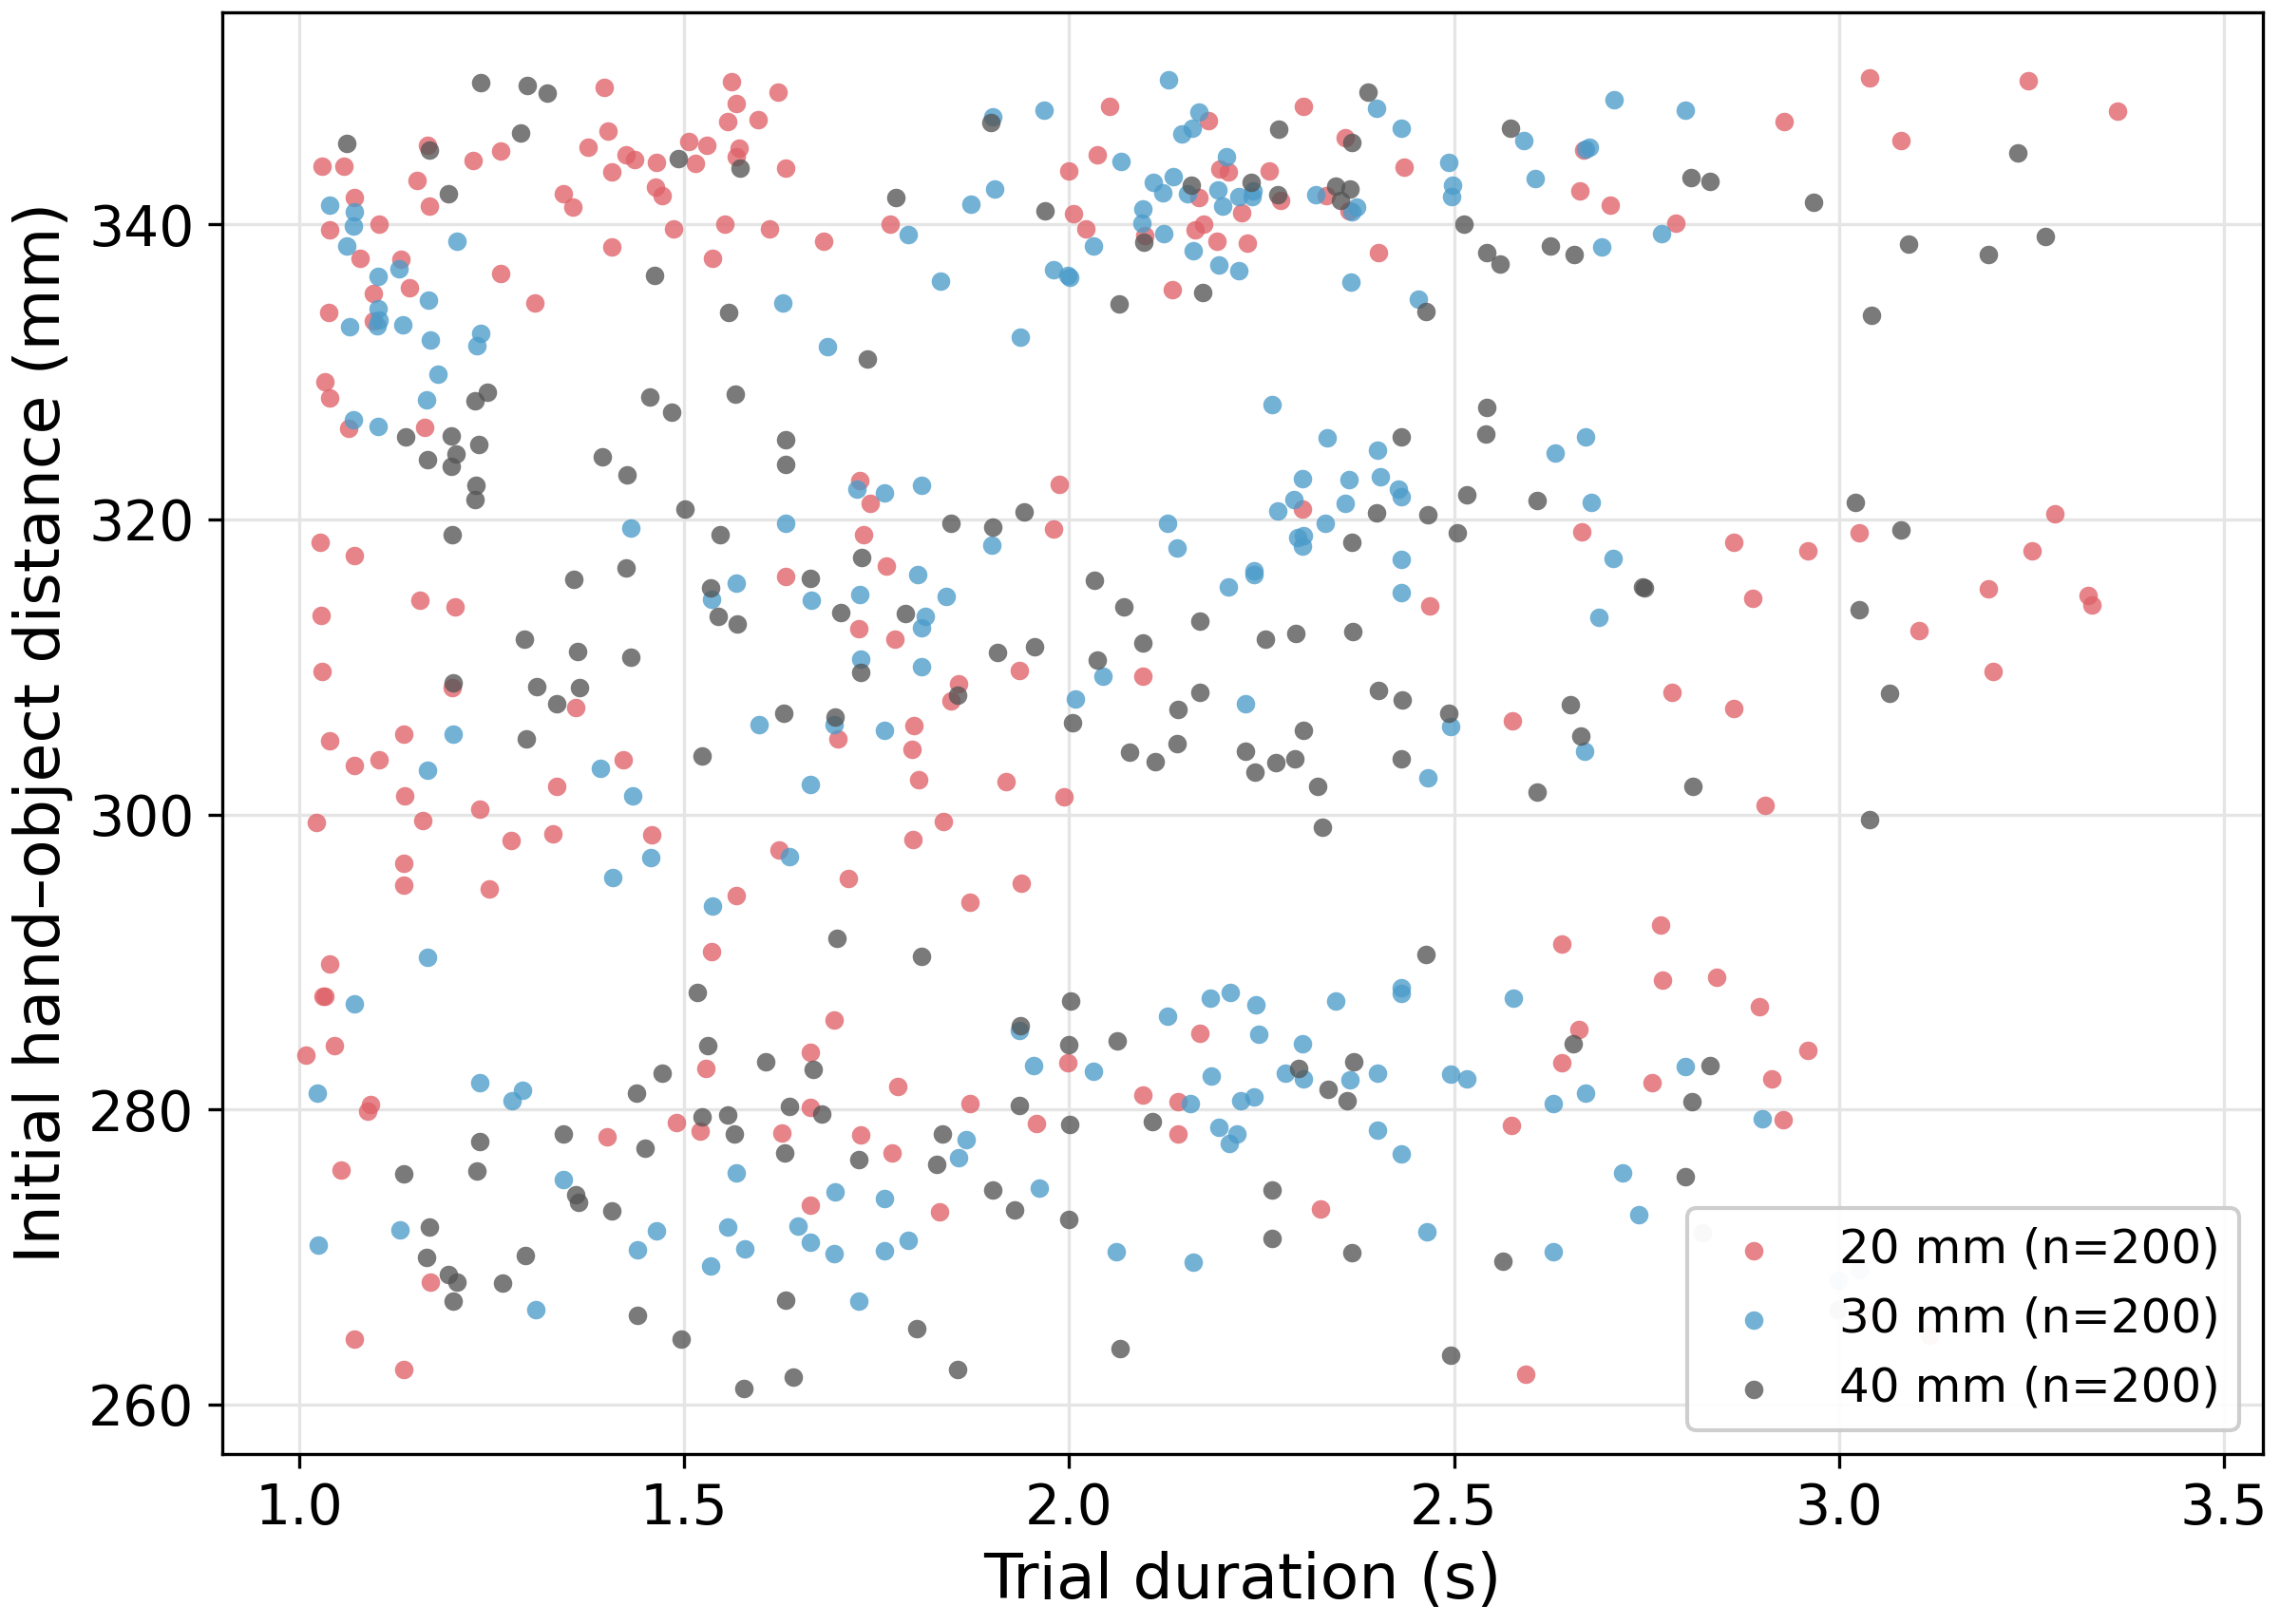 Initial hand–object distance (mm)
340
320
300
280
260
20 mm (n=200)
30 mm (n=200)
40 mm (n=200)
1.0 1.5 2.0 2.5 3.0 3.5
Trial duration (s)